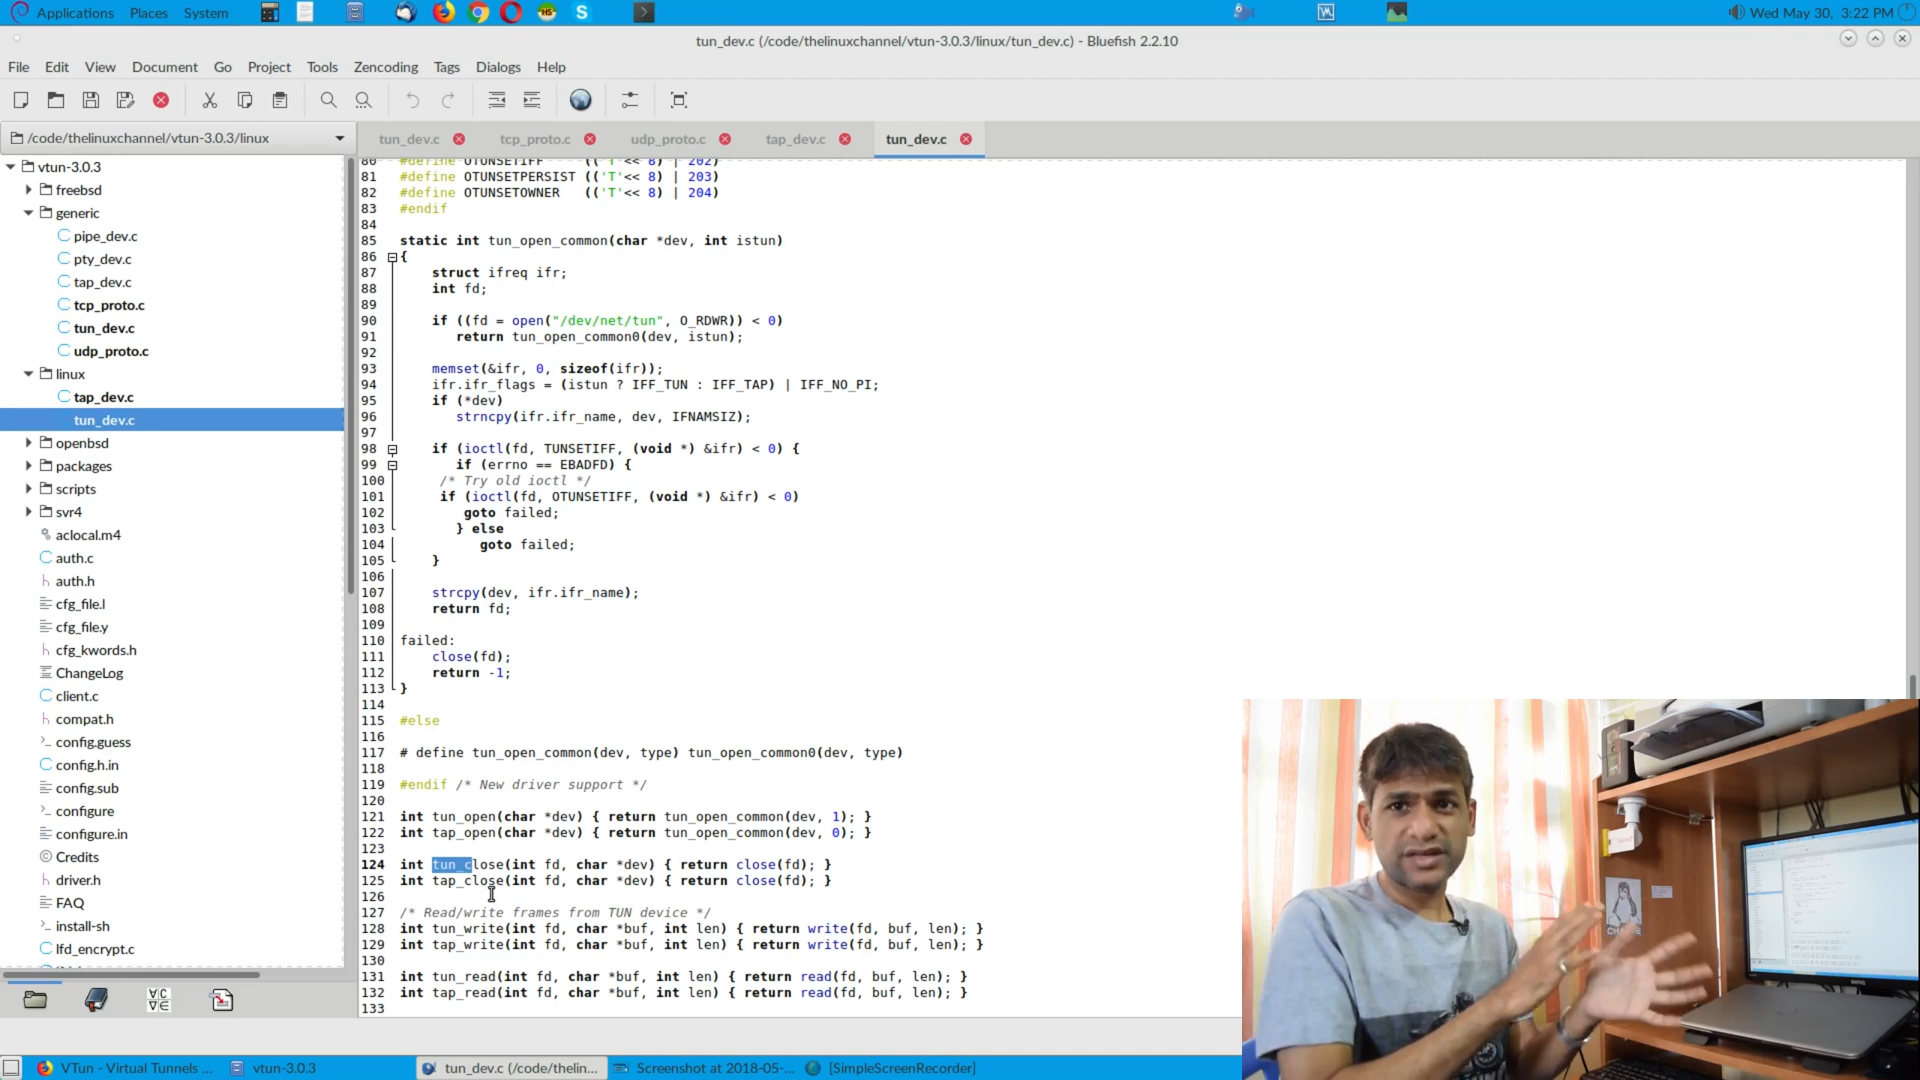 Applications Places System
Wed May 30, 3:22 PM
tun_dev.c (/code/thelinuxchannel/vtun-3.0.3/linux/tun_dev.c) - Bluefish 2.2.10
File Edit View Document Go Project Tools Zencoding Tags Dialogs Help
/code/thelinuxchannel/vtun-3.0.3/linux
tun_dev.c tcp_proto.c udp_proto.c tap_dev.c tun_dev.c
vtun-3.0.3
freebsd
generic
pipe_dev.c
pty_dev.c
tap_dev.c
tcp_proto.c
tun_dev.c
udp_proto.c
linux
tap_dev.c
tun_dev.c
openbsd
packages
scripts
svr4
aclocal.m4
auth.c
auth.h
cfg_file.l
cfg_file.y
cfg_kwords.h
ChangeLog
client.c
compat.h
config.guess
config.h.in
config.sub
configure
configure.in
Credits
driver.h
FAQ
install-sh
lfd_encrypt.c
80 #define OTUNSETIFF (('T'<< 8) | 202)
81 #define OTUNSETPERSIST (('T'<< 8) | 203)
82 #define OTUNSETOWNER (('T'<< 8) | 204)
83 #endif
84
85 static int tun_open_common(char *dev, int istun)
86 {
87 struct ifreq ifr;
88 int fd;
89
90 if ((fd = open("/dev/net/tun", O_RDWR)) < 0)
91 return tun_open_common0(dev, istun);
92
93 memset(&ifr, 0, sizeof(ifr));
94 ifr.ifr_flags = (istun ? IFF_TUN : IFF_TAP) | IFF_NO_PI;
95 if (*dev)
96 strncpy(ifr.ifr_name, dev, IFNAMSIZ);
97
98 if (ioctl(fd, TUNSETIFF, (void *) &ifr) < 0) {
99 if (errno == EBADFD) {
100 /* Try old ioctl */
101 if (ioctl(fd, OTUNSETIFF, (void *) &ifr) < 0)
102 goto failed;
103 } else
104 goto failed;
105 }
106
107 strcpy(dev, ifr.ifr_name);
108 return fd;
109
110 failed:
111 close(fd);
112 return -1;
113 }
114
115 #else
116
117 # define tun_open_common(dev, type) tun_open_common0(dev, type)
118
119 #endif /* New driver support */
120
121 int tun_open(char *dev) { return tun_open_common(dev, 1); }
122 int tap_open(char *dev) { return tun_open_common(dev, 0); }
123
124 int tun_close(int fd, char *dev) { return close(fd); }
125 int tap_close(int fd, char *dev) { return close(fd); }
126
127 /* Read/write frames from TUN device */
128 int tun_write(int fd, char *buf, int len) { return write(fd, buf, len); }
129 int tap_write(int fd, char *buf, int len) { return write(fd, buf, len); }
130
131 int tun_read(int fd, char *buf, int len) { return read(fd, buf, len); }
132 int tap_read(int fd, char *buf, int len) { return read(fd, buf, len); }
133
VTun - Virtual Tunnels ... vtun-3.0.3 tun_dev.c (/code/thelin... Screenshot at 2018-05-... [SimpleScreenRecorder]